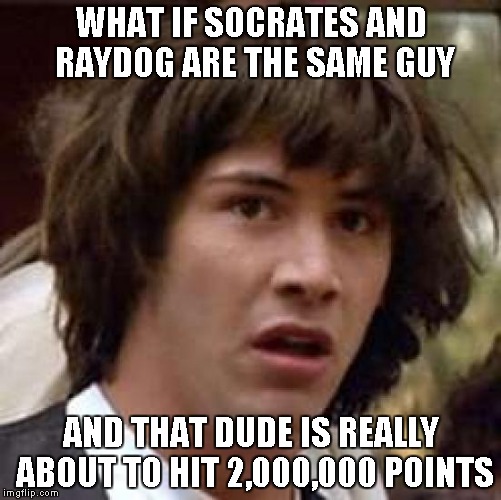 WHAT IF SOCRATES AND
RAYDOG ARE THE SAME GUY
AND THAT DUDE IS REALLY
ABOUT TO HIT 2,000,000 POINTS
imgflip.com